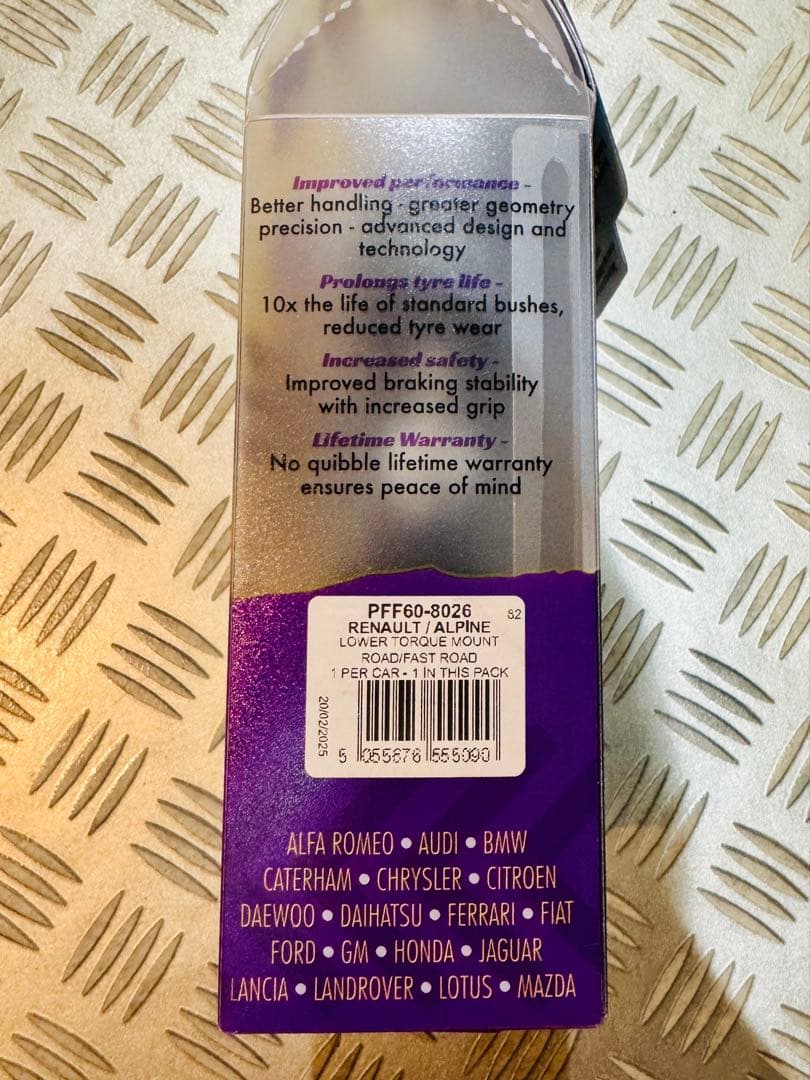 Improved performance -
Better handling - greater geometry
precision - advanced design and
technology
Prolongs tyre life -
10x the life of standard bushes,
reduced tyre wear
Increased safety -
Improved braking stability
with increased grip
Lifetime Warranty -
No quibble lifetime warranty
ensures peace of mind
PFF60-8026
82
RENAULT / ALPINE
LOWER TORQUE MOUNT
ROAD/FAST ROAD
1 PER CAR - 1 IN THIS PACK
20/02/2025
5 055678 555090
ALFA ROMEO • AUDI • BMW
CATERHAM • CHRYSLER • CITROEN
DAEWOO • DAIHATSU • FERRARI • FIAT
FORD • GM • HONDA • JAGUAR
LANCIA • LANDROVER • LOTUS • MAZDA